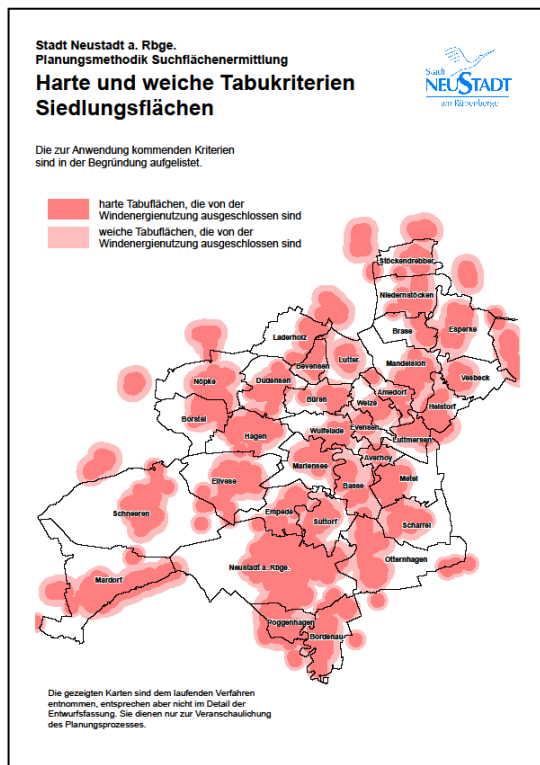 Stadt Neustadt a. Rbge.
Planungsmethodik Suchflächenermittlung
Harte und weiche Tabukriterien
Siedlungsflächen
Stadt
NEUSTADT
am Rübenberge
Die zur Anwendung kommenden Kriterien
sind in der Begründung aufgelistet.
harte Tabuflächen, die von der
Windenergienutzung ausgeschlossen sind
weiche Tabuflächen, die von der
Windenergienutzung ausgeschlossen sind
Stöckendrebber
Niedernstöcken
Brase
Esperke
Laderholz
Lutter
Bevensen
Mandelsloh
Vesbeck
Nöpke
Dudensen
Amedorf
Büren
Welze
Helstorf
Borstel
Evensen
Wulfelade
Hagen
Luttmersen
Averhoy
Mariensee
Metel
Eilvese
Basse
Schneeren
Empede
Suttorf
Scharrel
Otternhagen
Neustadt a. Rbge.
Mardorf
Poggenhagen
Bordenau
Die gezeigten Karten sind dem laufenden Verfahren
entnommen, entsprechen aber nicht im Detail der
Entwurfsfassung. Sie dienen nur zur Veranschaulichung
des Planungsprozesses.